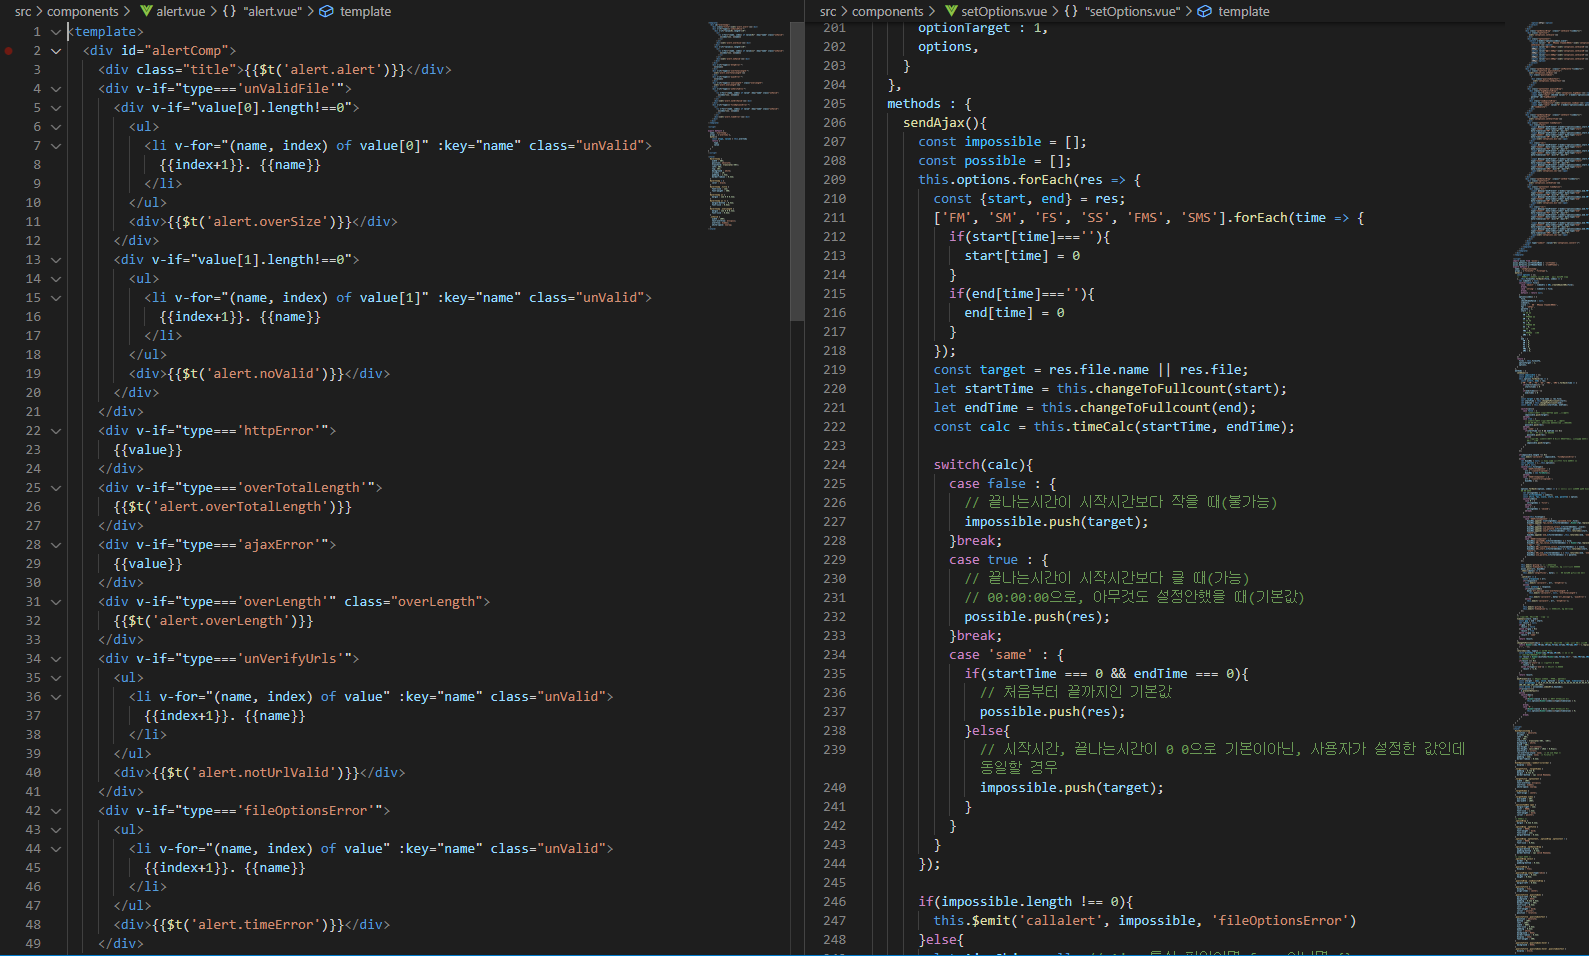 src > components > alert.vue > {} "alert.vue" > template
1 <template>
2 <div id="alertComp">
3 <div class="title">{{$t('alert.alert')}}</div>
4 <div v-if="type==='unValidFile'">
5 <div v-if="value[0].length!==0">
6 <ul>
7 <li v-for="(name, index) of value[0]" :key="name" class="unValid">
8 {{index+1}}. {{name}}
9 </li>
10 </ul>
11 <div>{{$t('alert.overSize')}}</div>
12 </div>
13 <div v-if="value[1].length!==0">
14 <ul>
15 <li v-for="(name, index) of value[1]" :key="name" class="unValid">
16 {{index+1}}. {{name}}
17 </li>
18 </ul>
19 <div>{{$t('alert.noValid')}}</div>
20 </div>
21 </div>
22 <div v-if="type==='httpError'">
23 {{value}}
24 </div>
25 <div v-if="type==='overTotalLength'">
26 {{$t('alert.overTotalLength')}}
27 </div>
28 <div v-if="type==='ajaxError'">
29 {{value}}
30 </div>
31 <div v-if="type==='overLength'" class="overLength">
32 {{$t('alert.overLength')}}
33 </div>
34 <div v-if="type==='unVerifyUrls'">
35 <ul>
36 <li v-for="(name, index) of value" :key="name" class="unValid">
37 {{index+1}}. {{name}}
38 </li>
39 </ul>
40 <div>{{$t('alert.notUrlValid')}}</div>
41 </div>
42 <div v-if="type==='fileOptionsError'">
43 <ul>
44 <li v-for="(name, index) of value" :key="name" class="unValid">
45 {{index+1}}. {{name}}
46 </li>
47 </ul>
48 <div>{{$t('alert.timeError')}}</div>
49 </div>
src > components > setOptions.vue > {} "setOptions.vue" > template
201 optionTarget : 1,
202 options,
203 }
204 },
205 methods : {
206 sendAjax(){
207 const impossible = [];
208 const possible = [];
209 this.options.forEach(res => {
210 const {start, end} = res;
211 ['FM', 'SM', 'FS', 'SS', 'FMS', 'SMS'].forEach(time => {
212 if(start[time]===''){
213 start[time] = 0
214 }
215 if(end[time]===''){
216 end[time] = 0
217 }
218 });
219 const target = res.file.name || res.file;
220 let startTime = this.changeToFullcount(start);
221 let endTime = this.changeToFullcount(end);
222 const calc = this.timeCalc(startTime, endTime);
223
224 switch(calc){
225 case false : {
226 // 끝나는시간이 시작시간보다 작을 때(불가능)
227 impossible.push(target);
228 }break;
229 case true : {
230 // 끝나는시간이 시작시간보다 클 때(가능)
231 // 00:00:00으로, 아무것도 설정안했을 때(기본값)
232 possible.push(res);
233 }break;
234 case 'same' : {
235 if(startTime === 0 && endTime === 0){
236 // 처음부터 끝까지인 기본값
237 possible.push(res);
238 }else{
239 // 시작시간, 끝나는시간이 0 0으로 기본이아닌, 사용자가 설정한 값인데
동일할 경우
240 impossible.push(target);
241 }
242 }
243 }
244 });
245
246 if(impossible.length !== 0){
247 this.$emit('callalert', impossible, 'fileOptionsError')
248 }else{